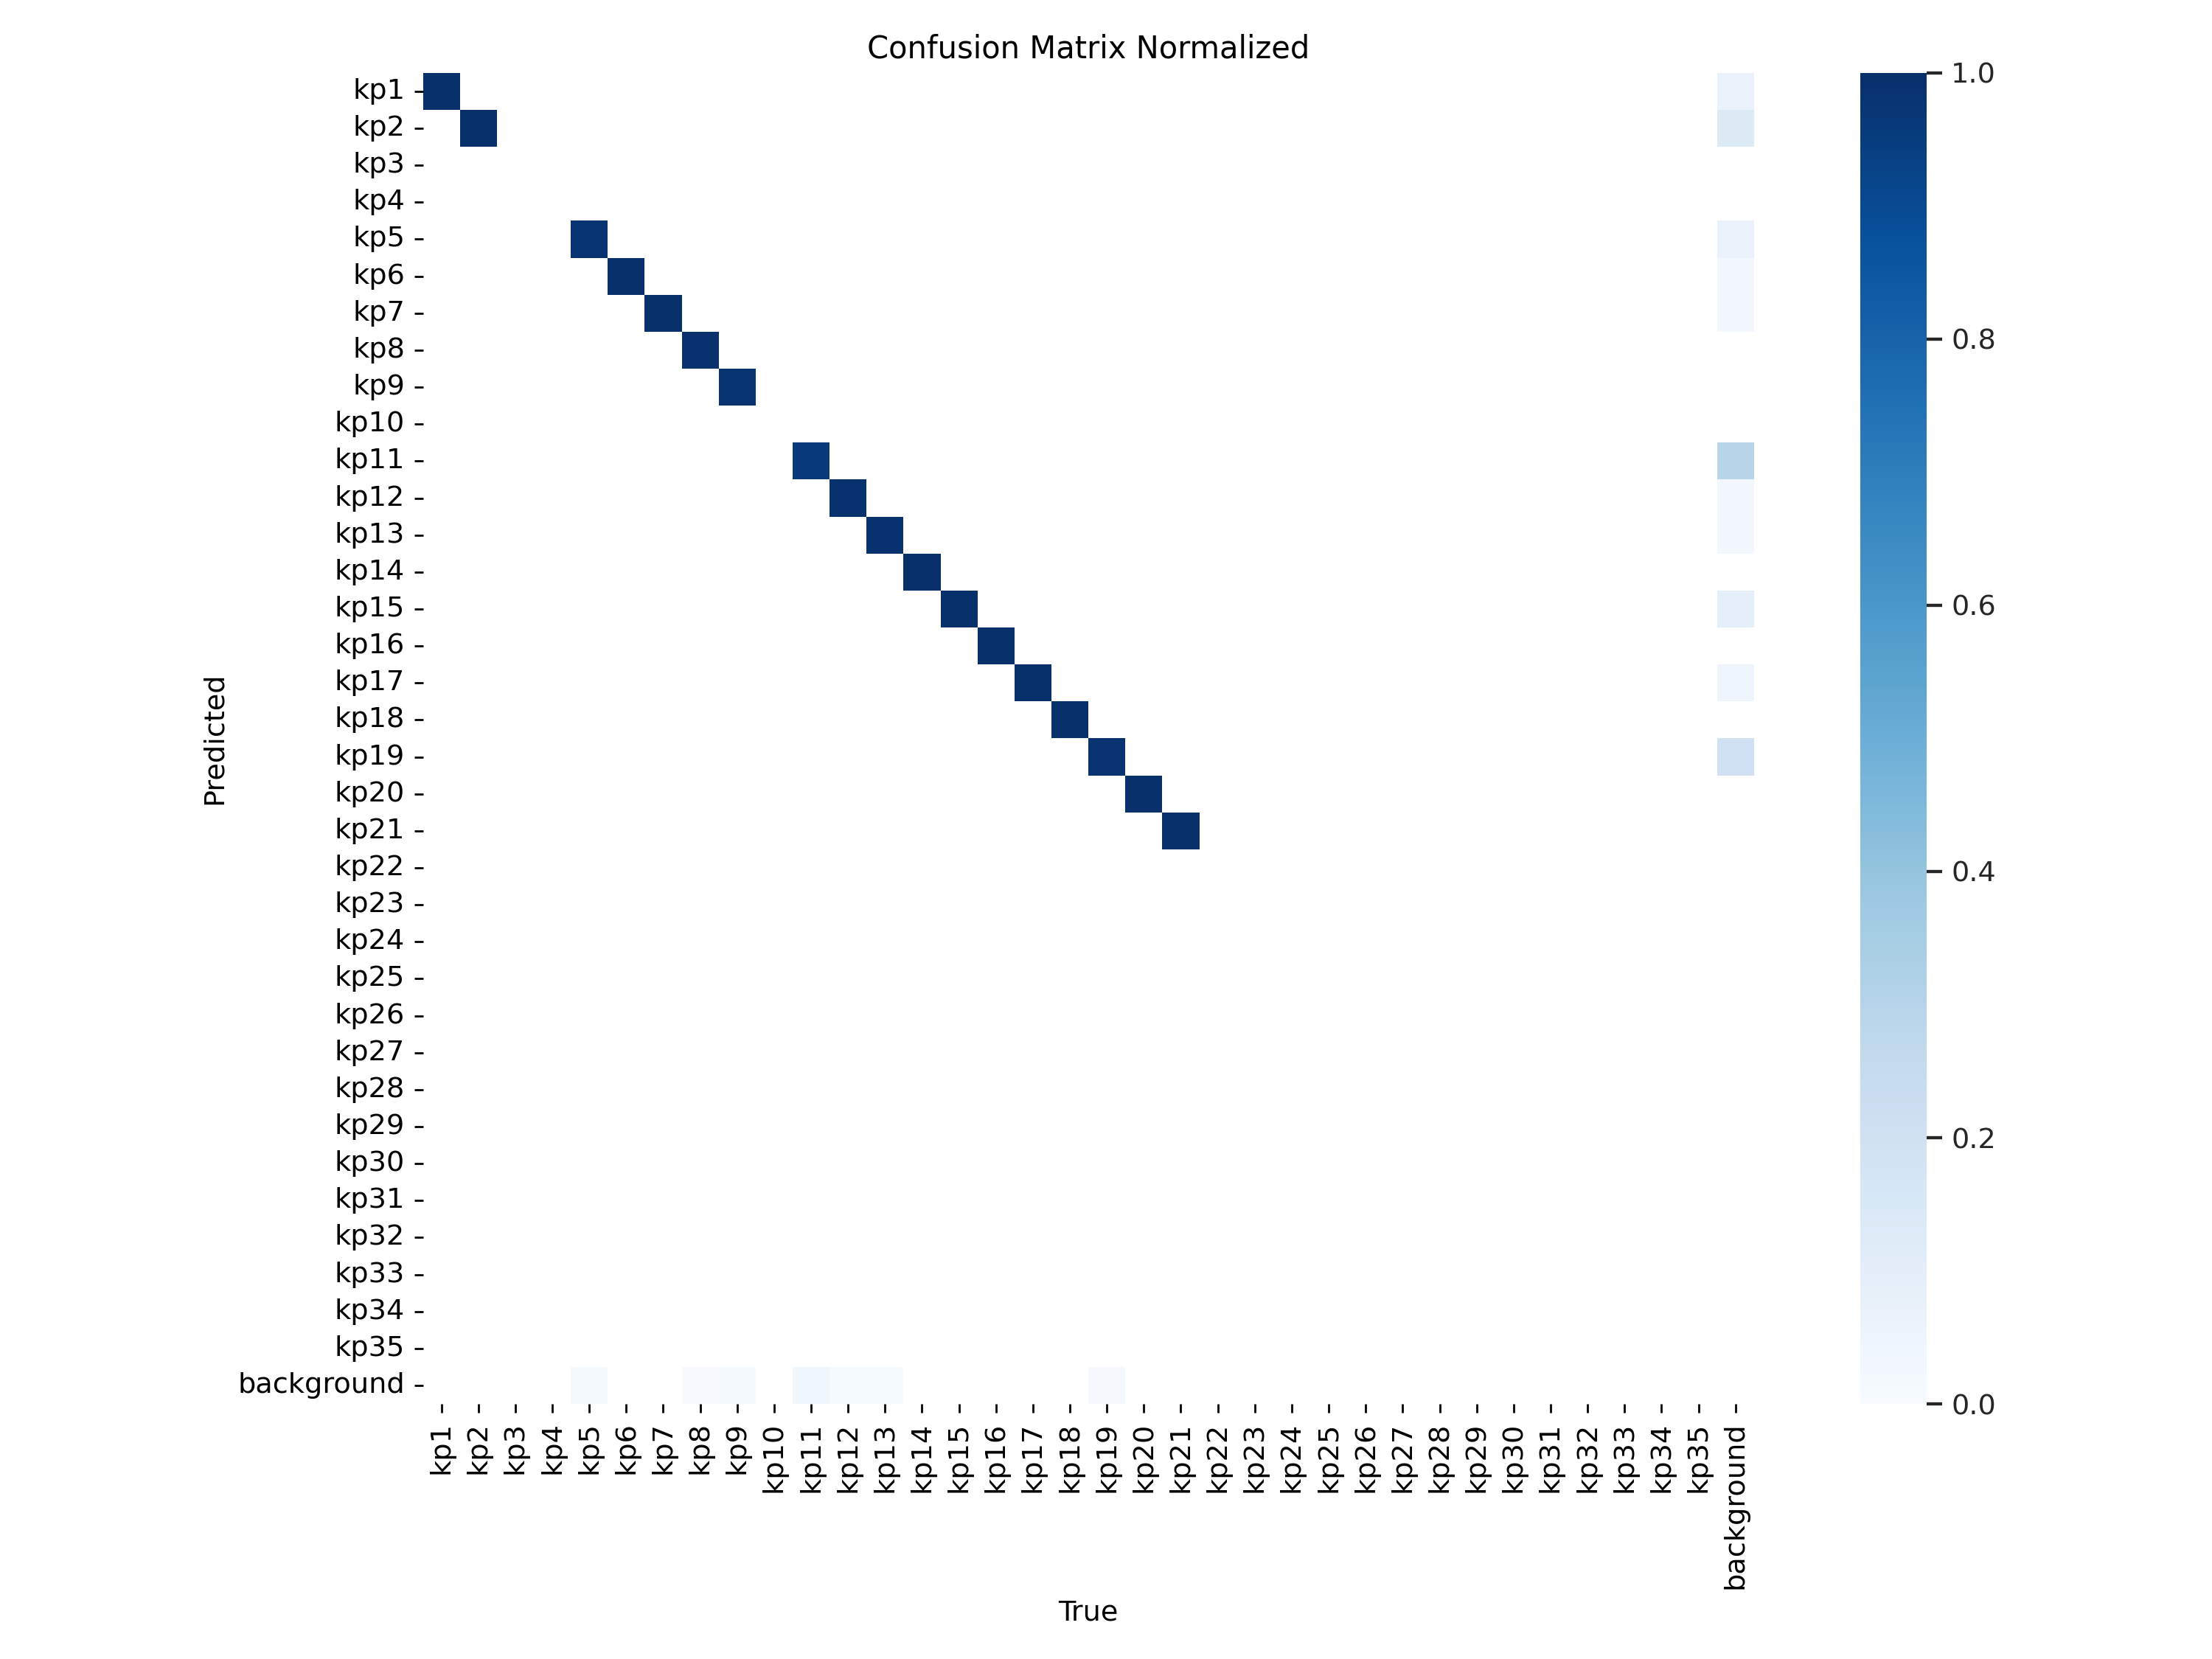 Confusion Matrix Normalized
kp1
kp2
kp3
kp4
kp5
kp6
kp7
kp8
kp9
kp10
kp11
kp12
kp13
kp14
kp15
kp16
kp17
kp18
kp19
kp20
kp21
kp22
kp23
kp24
kp25
kp26
kp27
kp28
kp29
kp30
kp31
kp32
kp33
kp34
kp35
background
Predicted
kp1
kp2
kp3
kp4
kp5
kp6
kp7
kp8
kp9
kp10
kp11
kp12
kp13
kp14
kp15
kp16
kp17
kp18
kp19
kp20
kp21
kp22
kp23
kp24
kp25
kp26
kp27
kp28
kp29
kp30
kp31
kp32
kp33
kp34
kp35
background
True
1.0
0.8
0.6
0.4
0.2
0.0